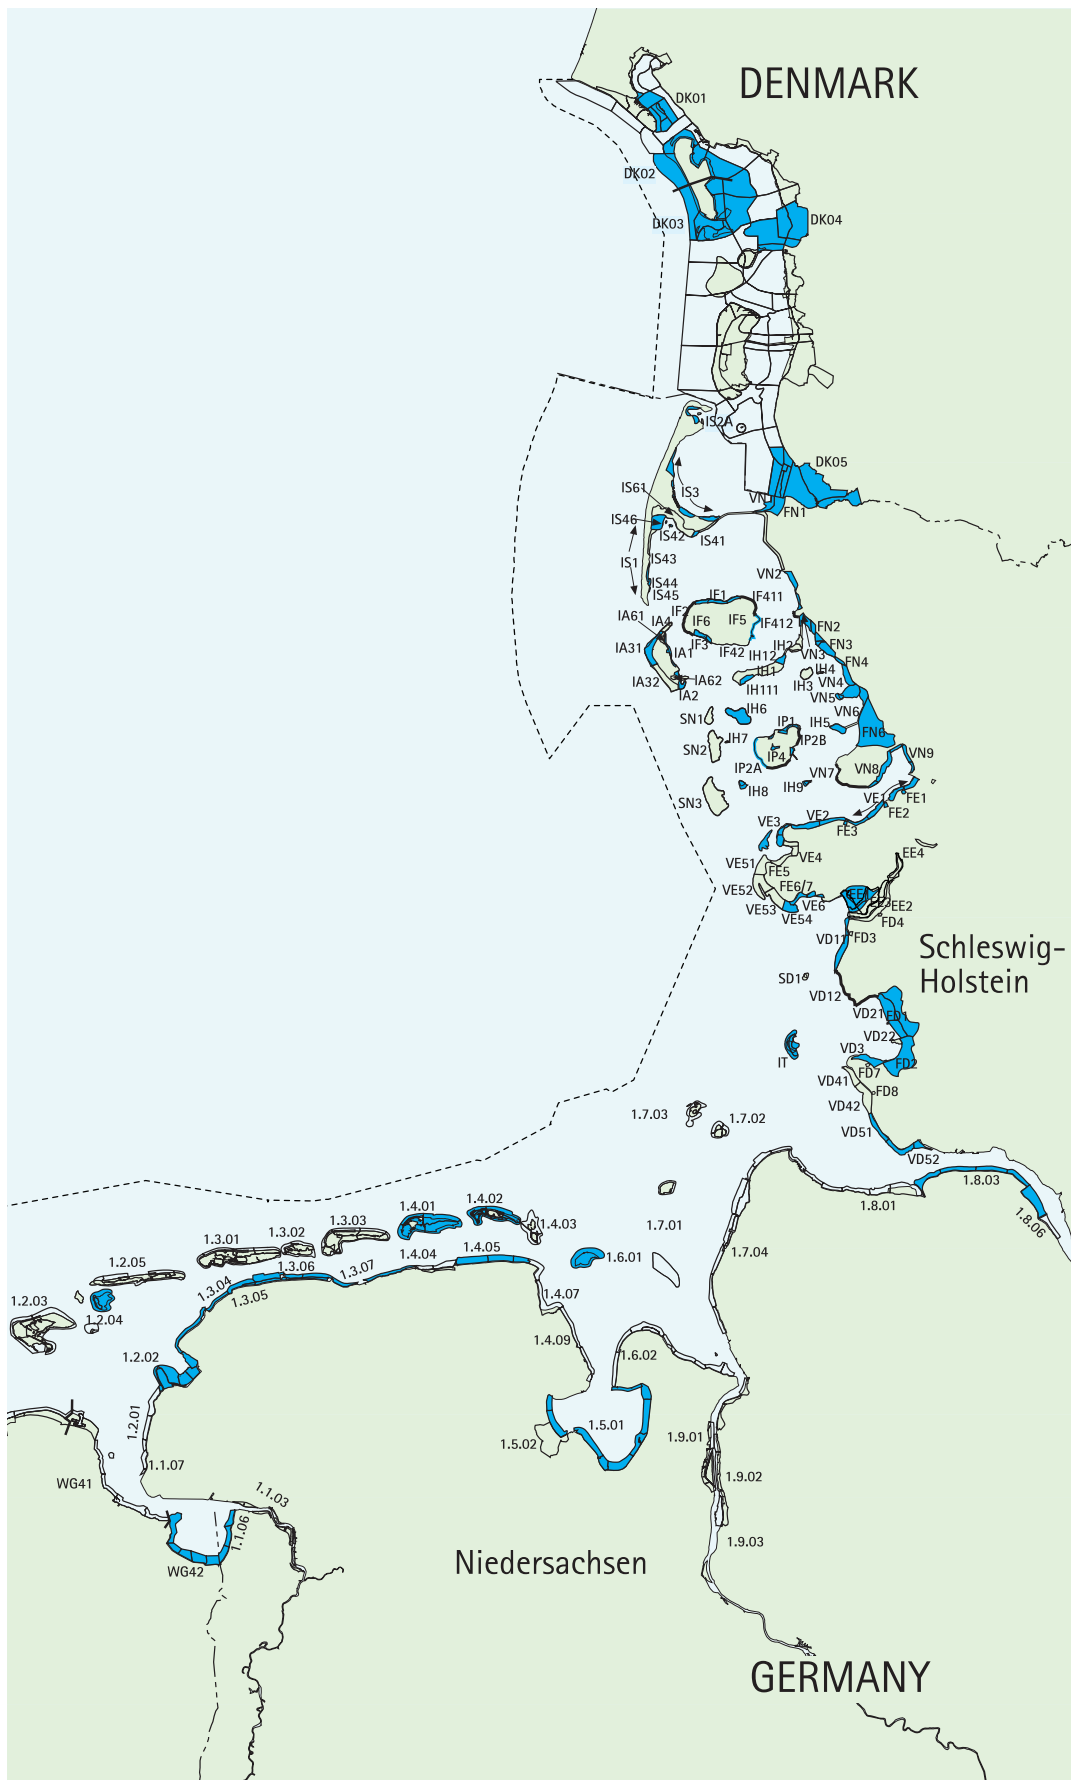 DENMARK
DK01
DK02
DK03
DK04
IS2A
DK05
IS61
IS3
VN
FN1
IS46
IS42
IS41
IS1
IS43
VN2
IS44
IS45
IF1
IF411
IF2
IA61
IA4
IF6
IF5
IF412
FN2
IA31
IF3
IF42
IH2
VN3
FN3
IA1
IH12
IH4
FN4
IA32
IA62
IH1
IH3
VN4
IA2
IH111
VN5
SN1
IH6
VN6
IP1
IH5
FN6
IH7
IP2B
SN2
IP4
VN9
IP2A
VN7
VN8
SN3
IH8
IH9
VE1
FE1
FE2
VE2
VE3
FE3
VE4
EE4
VE51
FE5
VE52
FE6/7
VE6
EE2
VE53
VE54
FD4
VD11
FD3
Schleswig-
Holstein
SD1
VD12
VD21
FD1
VD22
VD3
IT
FD7
FD2
VD41
FD8
VD42
VD51
VD52
1.7.03
1.7.02
1.8.03
1.8.01
1.8.06
1.4.01
1.4.02
1.3.03
1.4.03
1.3.02
1.7.01
1.3.01
1.4.05
1.4.04
1.6.01
1.7.04
1.2.05
1.3.06
1.3.07
1.3.04
1.3.05
1.2.03
1.2.04
1.4.07
1.4.09
1.2.02
1.6.02
1.2.01
1.5.01
1.5.02
1.9.01
1.1.07
WG41
1.9.02
1.1.03
1.1.06
1.9.03
WG42
Niedersachsen
GERMANY